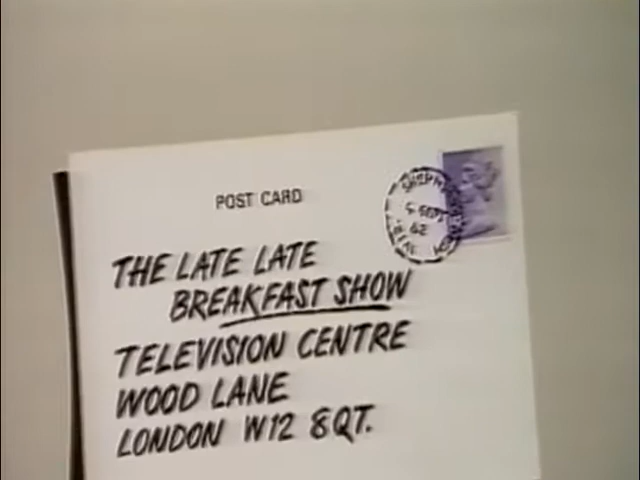 POST CARD
THE LATE LATE
BREAKFAST SHOW
TELEVISION CENTRE
WOOD LANE
LONDON W12 8QT.